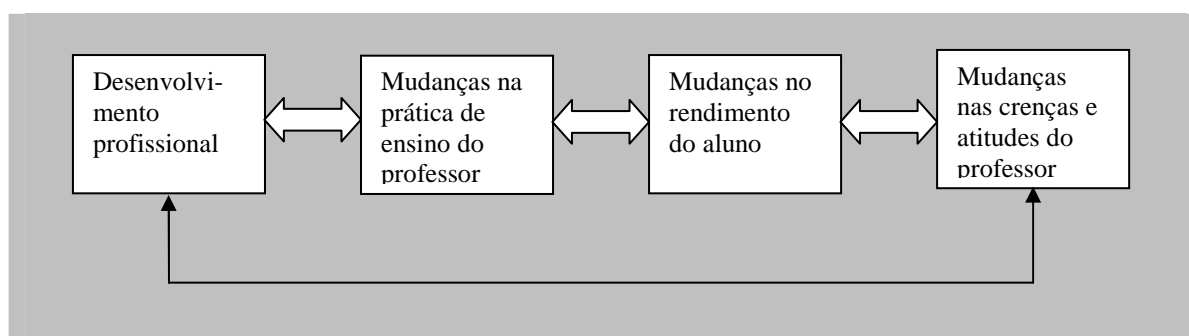 Desenvolvi-
mento
profissional
Mudanças na
prática de
ensino do
professor
Mudanças no
rendimento
do aluno
Mudanças
nas crenças e
atitudes do
professor